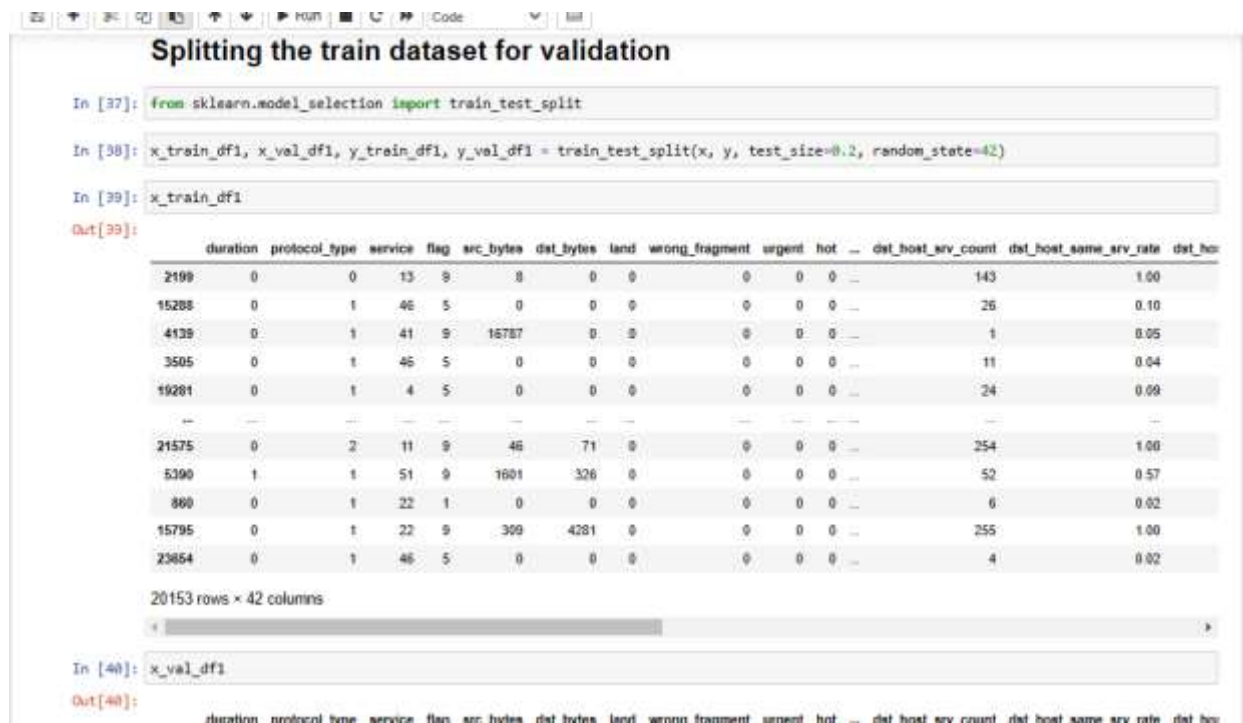 Run Code
Splitting the train dataset for validation
In [37]: from sklearn.model_selection import train_test_split
In [38]: x_train_df1, x_val_df1, y_train_df1, y_val_df1 = train_test_split(x, y, test_size=0.2, random_state=42)
In [39]: x_train_df1
Out[39]:
duration protocol_type service flag src_bytes dst_bytes land wrong_fragment urgent hot ... dst_host_srv_count dst_host_same_srv_rate dst_hos
2199 0 0 13 9 8 0 0 0 0 0 ... 143 1.00
15288 0 1 46 5 0 0 0 0 0 0 ... 26 0.10
4139 0 1 41 9 16787 0 0 0 0 0 ... 1 0.05
3505 0 1 46 5 0 0 0 0 0 0 ... 11 0.04
19281 0 1 4 5 0 0 0 0 0 0 ... 24 0.09
... ... ... ... ... ... ... ... ... ... ... ... ... ...
21575 0 2 11 9 46 71 0 0 0 0 ... 254 1.00
5390 1 1 51 9 1601 326 0 0 0 0 ... 52 0.57
860 0 1 22 1 0 0 0 0 0 0 ... 6 0.02
15795 0 1 22 9 309 4281 0 0 0 0 ... 255 1.00
23654 0 1 46 5 0 0 0 0 0 0 ... 4 0.02
20153 rows × 42 columns
In [40]: x_val_df1
Out[40]:
duration protocol_type service flag src_bytes dst_bytes land wrong_fragment urgent hot ... dst_host_srv_count dst_host_same_srv_rate dst_hos